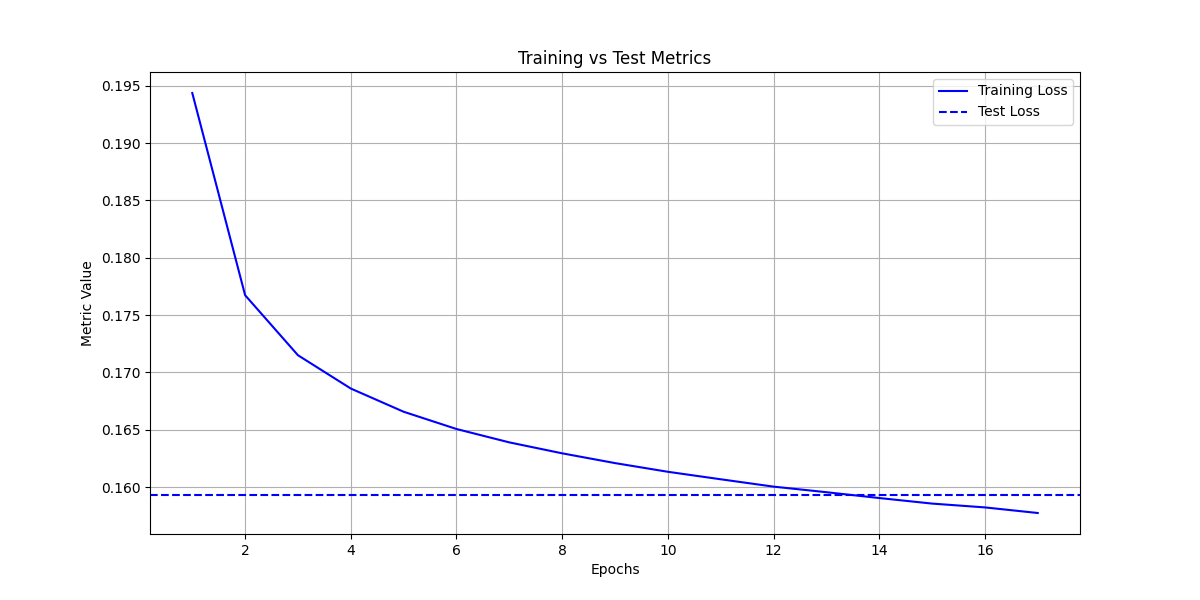 Training vs Test Metrics
Training Loss
Test Loss
Metric Value
0.195
0.190
0.185
0.180
0.175
0.170
0.165
0.160
2 4 6 8 10 12 14 16
Epochs